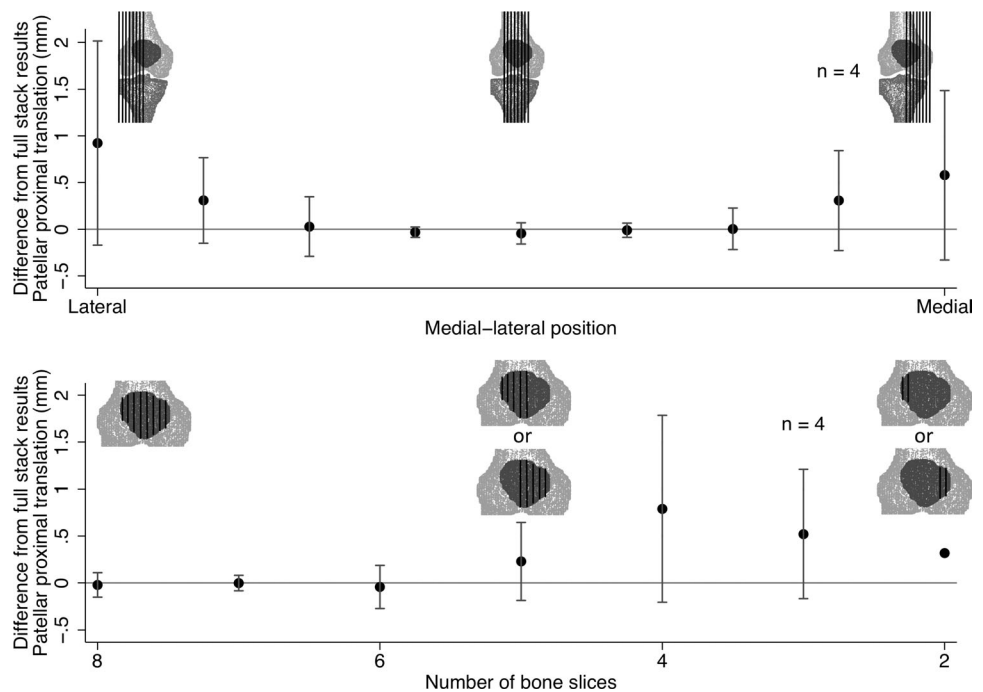 Difference from full stack results
Patellar proximal translation (mm)
2
1.5
1
.5
0
-.5
n = 4
Lateral
Medial
Medial-lateral position
Difference from full stack results
Patellar proximal translation (mm)
2
1.5
1
.5
0
-.5
or
n = 4
or
8
6
4
2
Number of bone slices